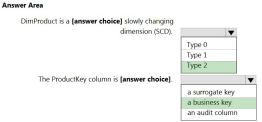 Answer Area
DimProduct is a [answer choice] slowly changing
dimension (SCD).
Type 0
Type 1
Type 2
The ProductKey column is [answer choice].
a surrogate key
a business key
an audit column